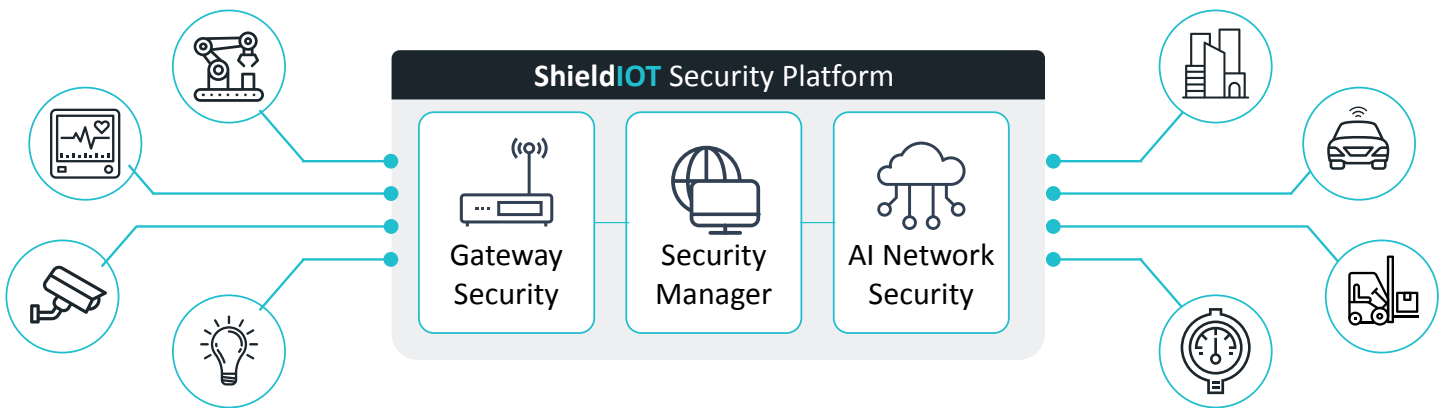 ShieldIOT Security Platform
Gateway
Security
Security
Manager
AI Network
Security